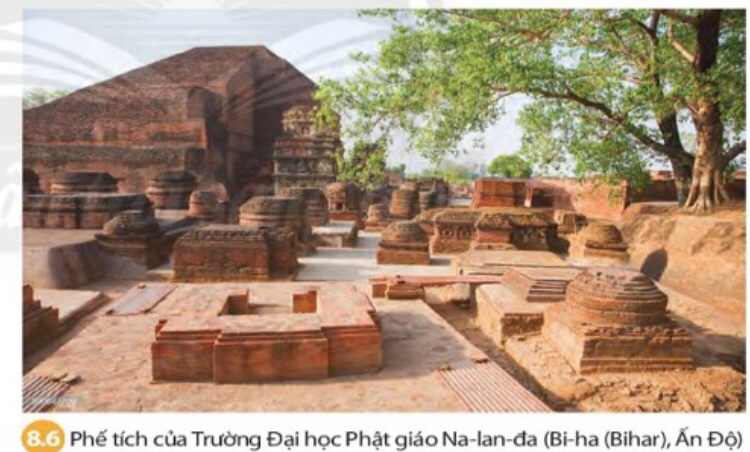 8.6 Phế tích của Trường Đại học Phật giáo Na-lan-đa (Bi-ha (Bihar), Ấn Độ)